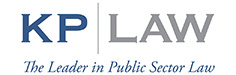 KP LAW
The Leader in Public Sector Law